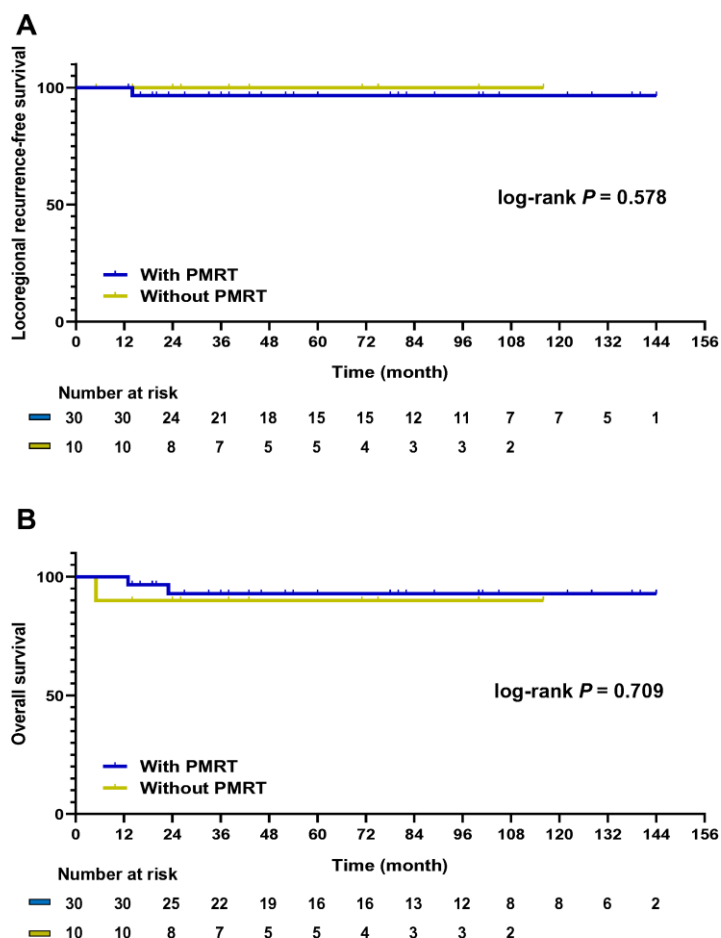 A
Locoregional recurrence-free survival
100
50
0
log-rank P = 0.578
With PMRT
Without PMRT
0 12 24 36 48 60 72 84 96 108 120 132 144 156
Time (month)
Number at risk
30 30 24 21 18 15 15 12 11 7 7 5 1
10 10 8 7 5 5 4 3 3 2
B
Overall survival
100
50
0
log-rank P = 0.709
With PMRT
Without PMRT
0 12 24 36 48 60 72 84 96 108 120 132 144 156
Time (month)
Number at risk
30 30 25 22 19 16 16 13 12 8 8 6 2
10 10 8 7 5 5 4 3 3 2